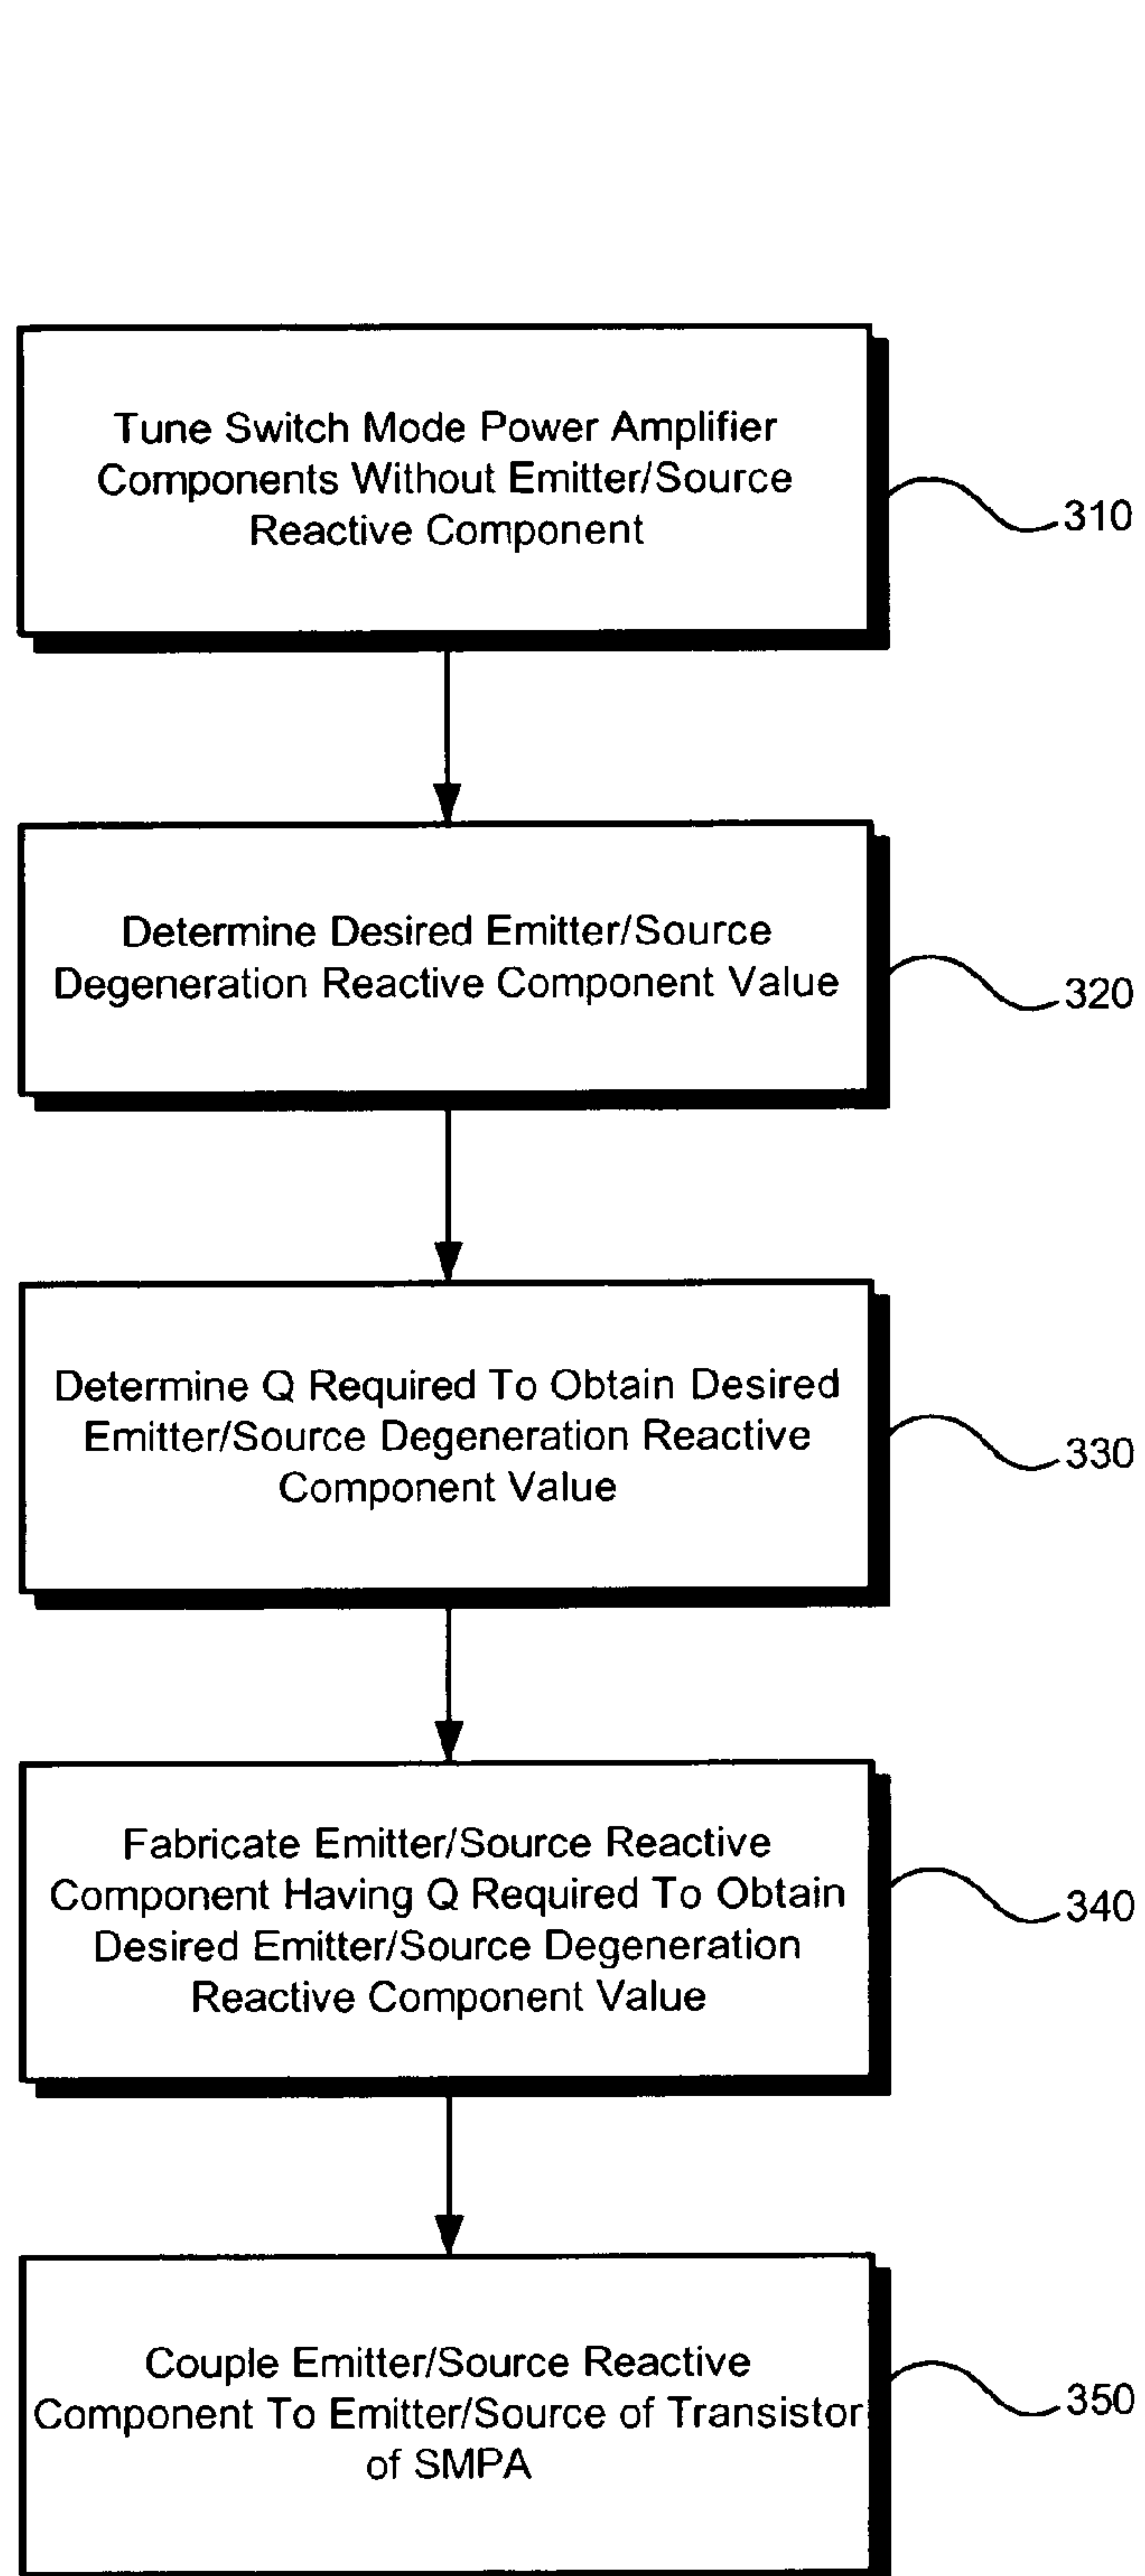 Tune Switch Mode Power Amplifier
Components Without Emitter/Source
Reactive Component
310
Determine Desired Emitter/Source
Degeneration Reactive Component Value
320
Determine Q Required To Obtain Desired
Emitter/Source Degeneration Reactive
Component Value
330
Fabricate Emitter/Source Reactive
Component Having Q Required To Obtain
Desired Emitter/Source Degeneration
Reactive Component Value
340
Couple Emitter/Source Reactive
Component To Emitter/Source of Transistor
of SMPA
350